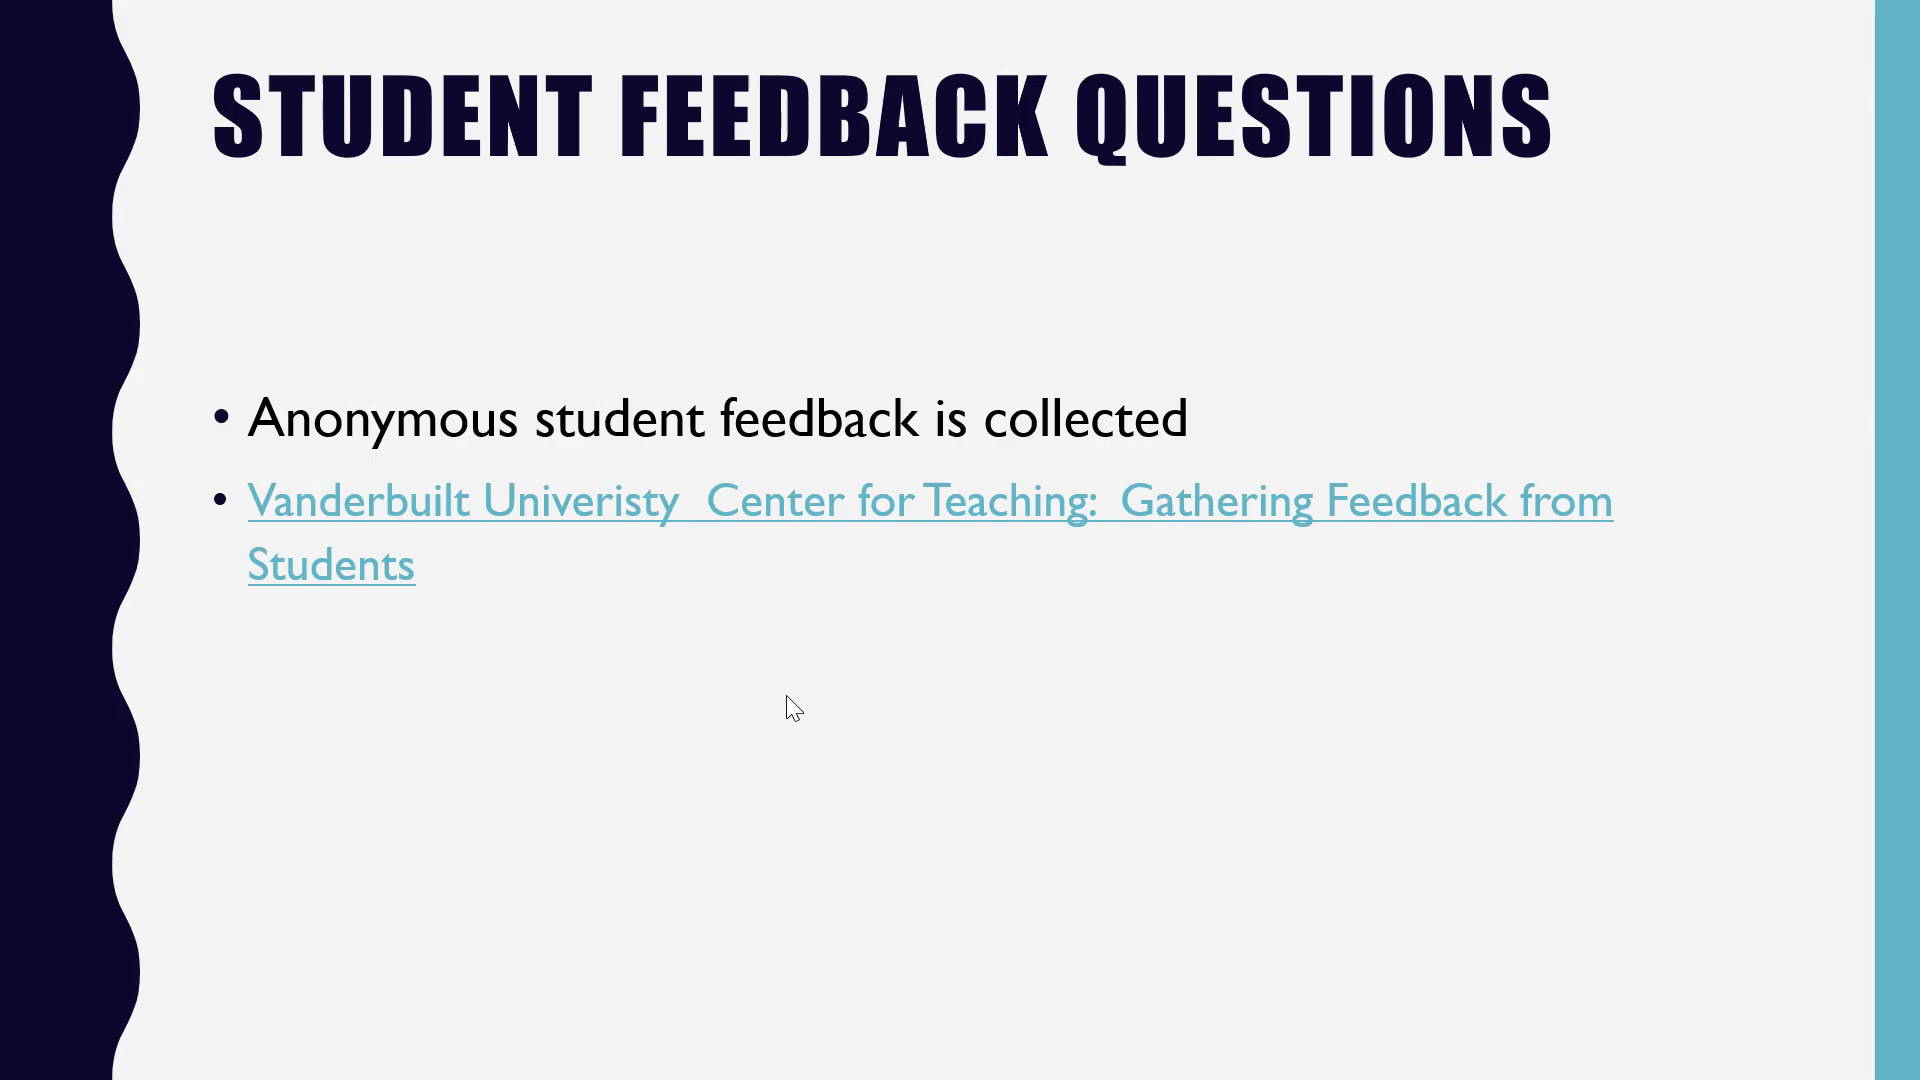 STUDENT FEEDBACK QUESTIONS
• Anonymous student feedback is collected
• Vanderbuilt Univeristy  Center for Teaching:  Gathering Feedback from
Students